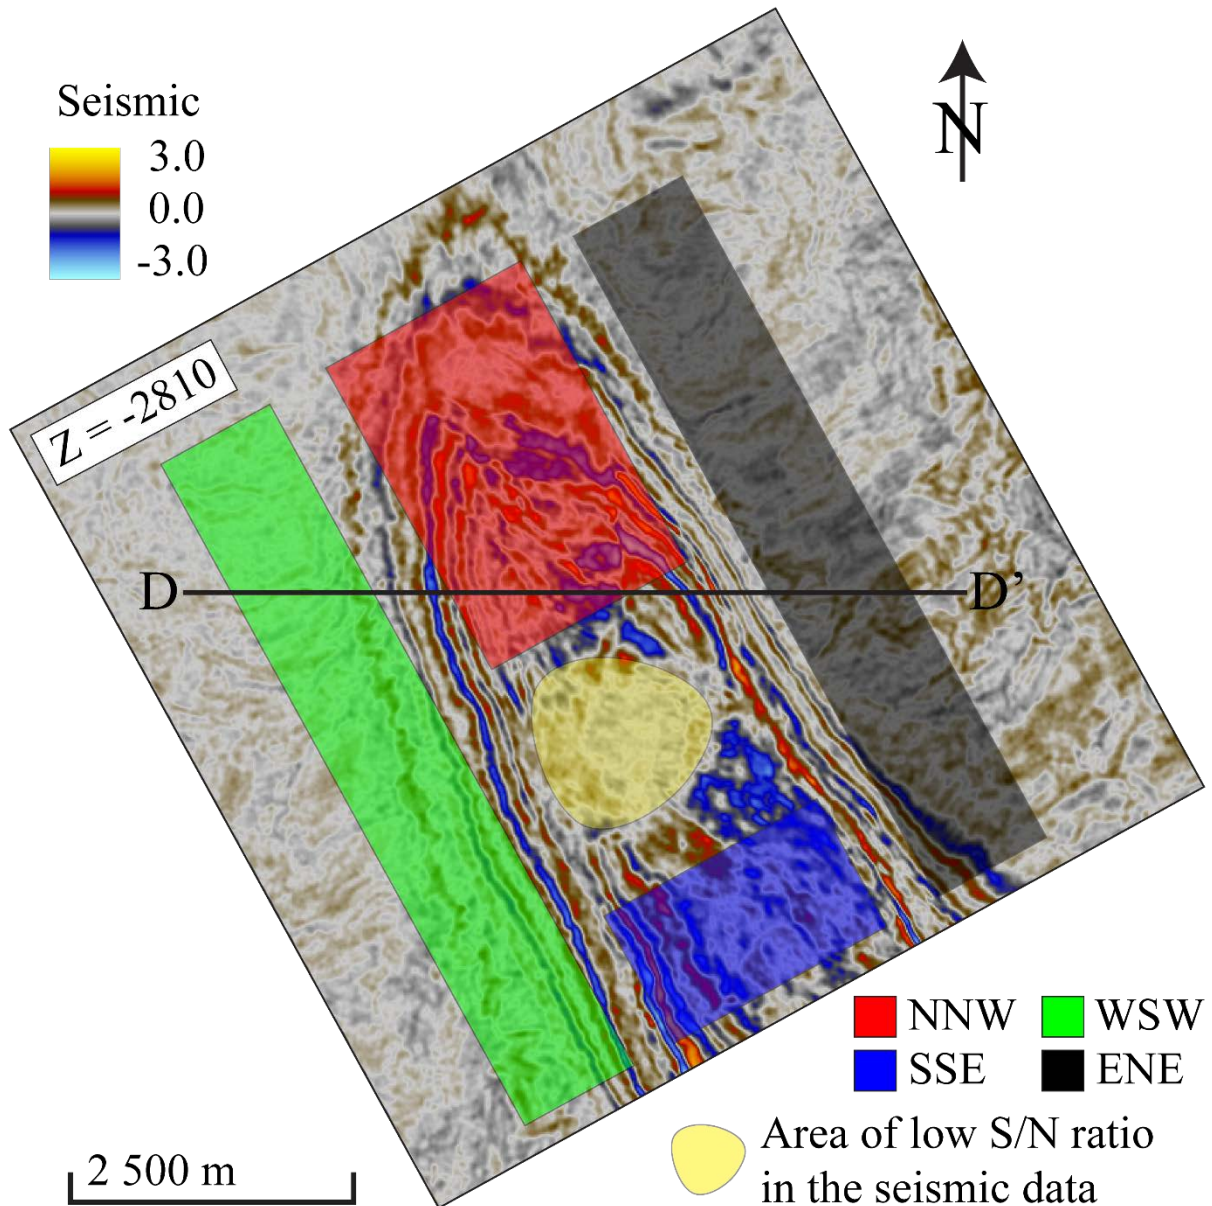 Seismic
3.0
0.0
-3.0
N
Z = -2810
D
D’
NNW
WSW
SSE
ENE
Area of low S/N ratio
in the seismic data
2 500 m